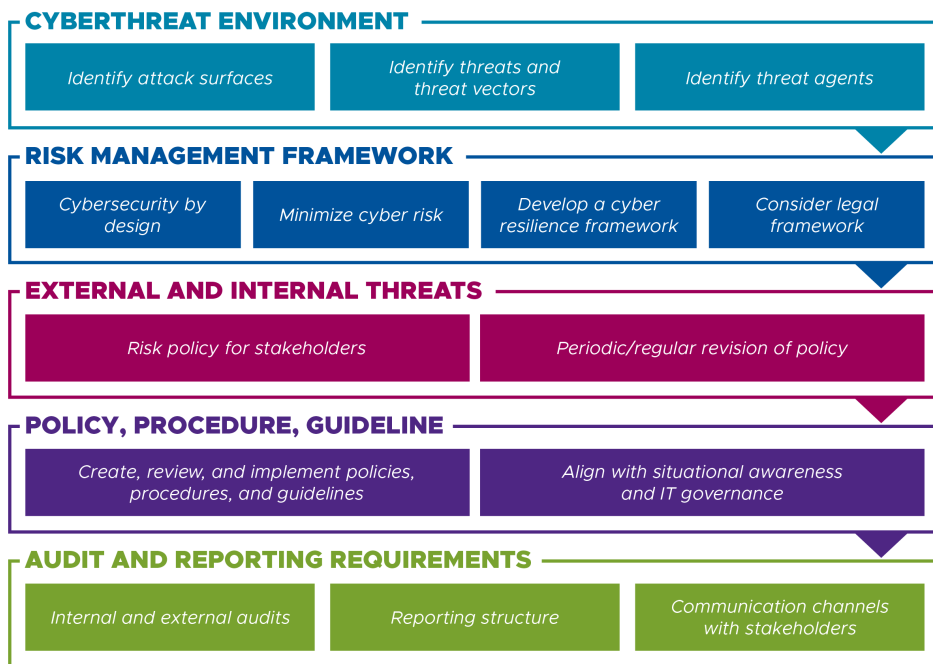 CYBERTHREAT ENVIRONMENT
Identify attack surfaces
Identify threats and
threat vectors
Identify threat agents
RISK MANAGEMENT FRAMEWORK
Cybersecurity by
design
Minimize cyber risk
Develop a cyber
resilience framework
Consider legal
framework
EXTERNAL AND INTERNAL THREATS
Risk policy for stakeholders
Periodic/regular revision of policy
POLICY, PROCEDURE, GUIDELINE
Create, review, and implement policies,
procedures, and guidelines
Align with situational awareness
and IT governance
AUDIT AND REPORTING REQUIREMENTS
Internal and external audits
Reporting structure
Communication channels
with stakeholders